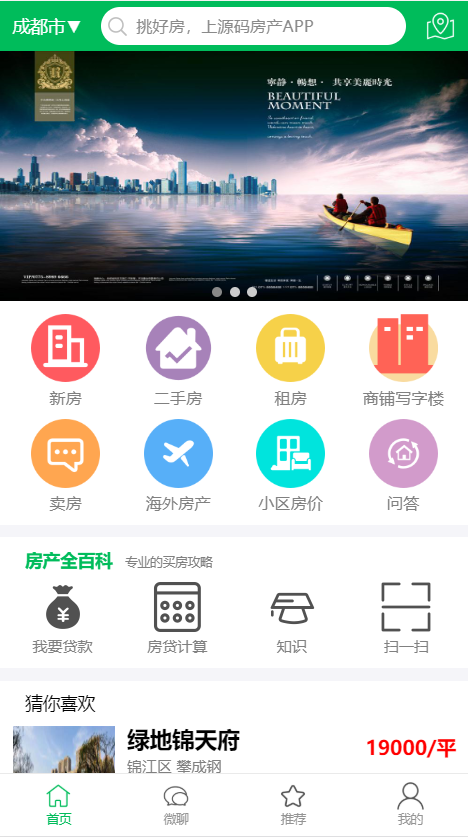 成都市▼
挑好房，上源码房产APP
寧靜·暢想· 共享美麗時光
BEAUTIFUL
MOMENT
新房
二手房
租房
商铺写字楼
卖房
海外房产
小区房价
问答
房产全百科 专业的买房攻略
我要贷款
房贷计算
知识
扫一扫
猜你喜欢
绿地锦天府
锦江区 攀成钢
19000/平
首页
微聊
推荐
我的